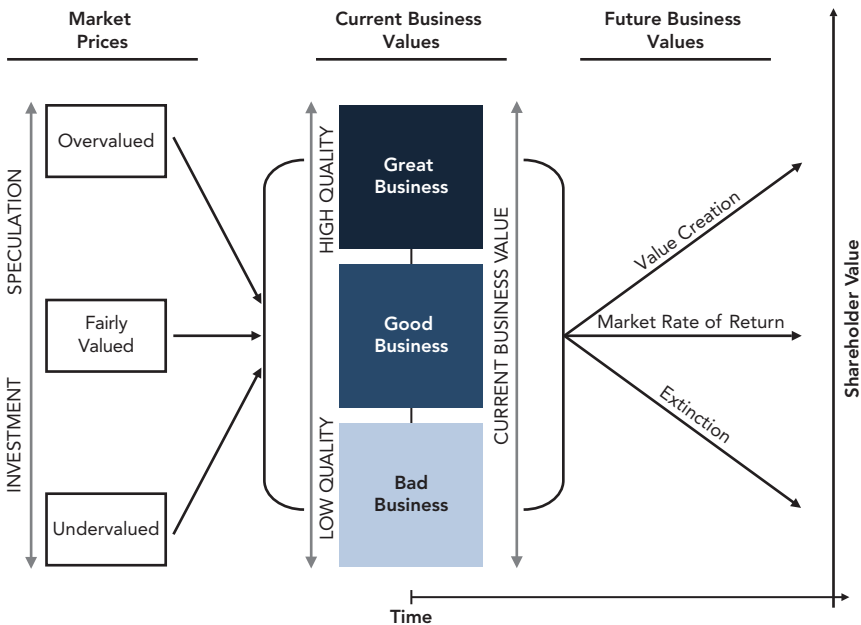 Market
Prices
Current Business
Values
Future Business
Values
SPECULATION
INVESTMENT
Overvalued
Fairly
Valued
Undervalued
HIGH QUALITY
LOW QUALITY
Great
Business
Good
Business
Bad
Business
CURRENT BUSINESS VALUE
Value Creation
Market Rate of Return
Extinction
Shareholder Value
Time